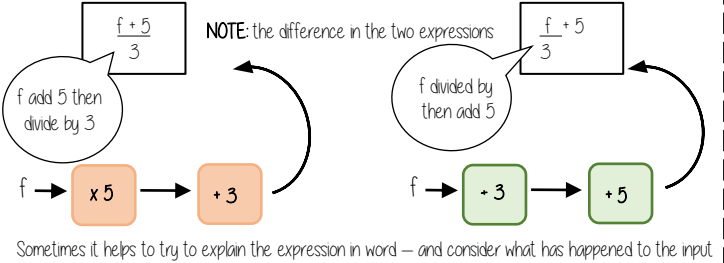 f + 5
3
NOTE: the difference in the two expressions
f + 5
3
f add 5 then
divide by 3
f divided by
then add 5
f
x 5
+ 3
f
÷ 3
+ 5
Sometimes it helps to try to explain the expression in word – and consider what has happened to the input